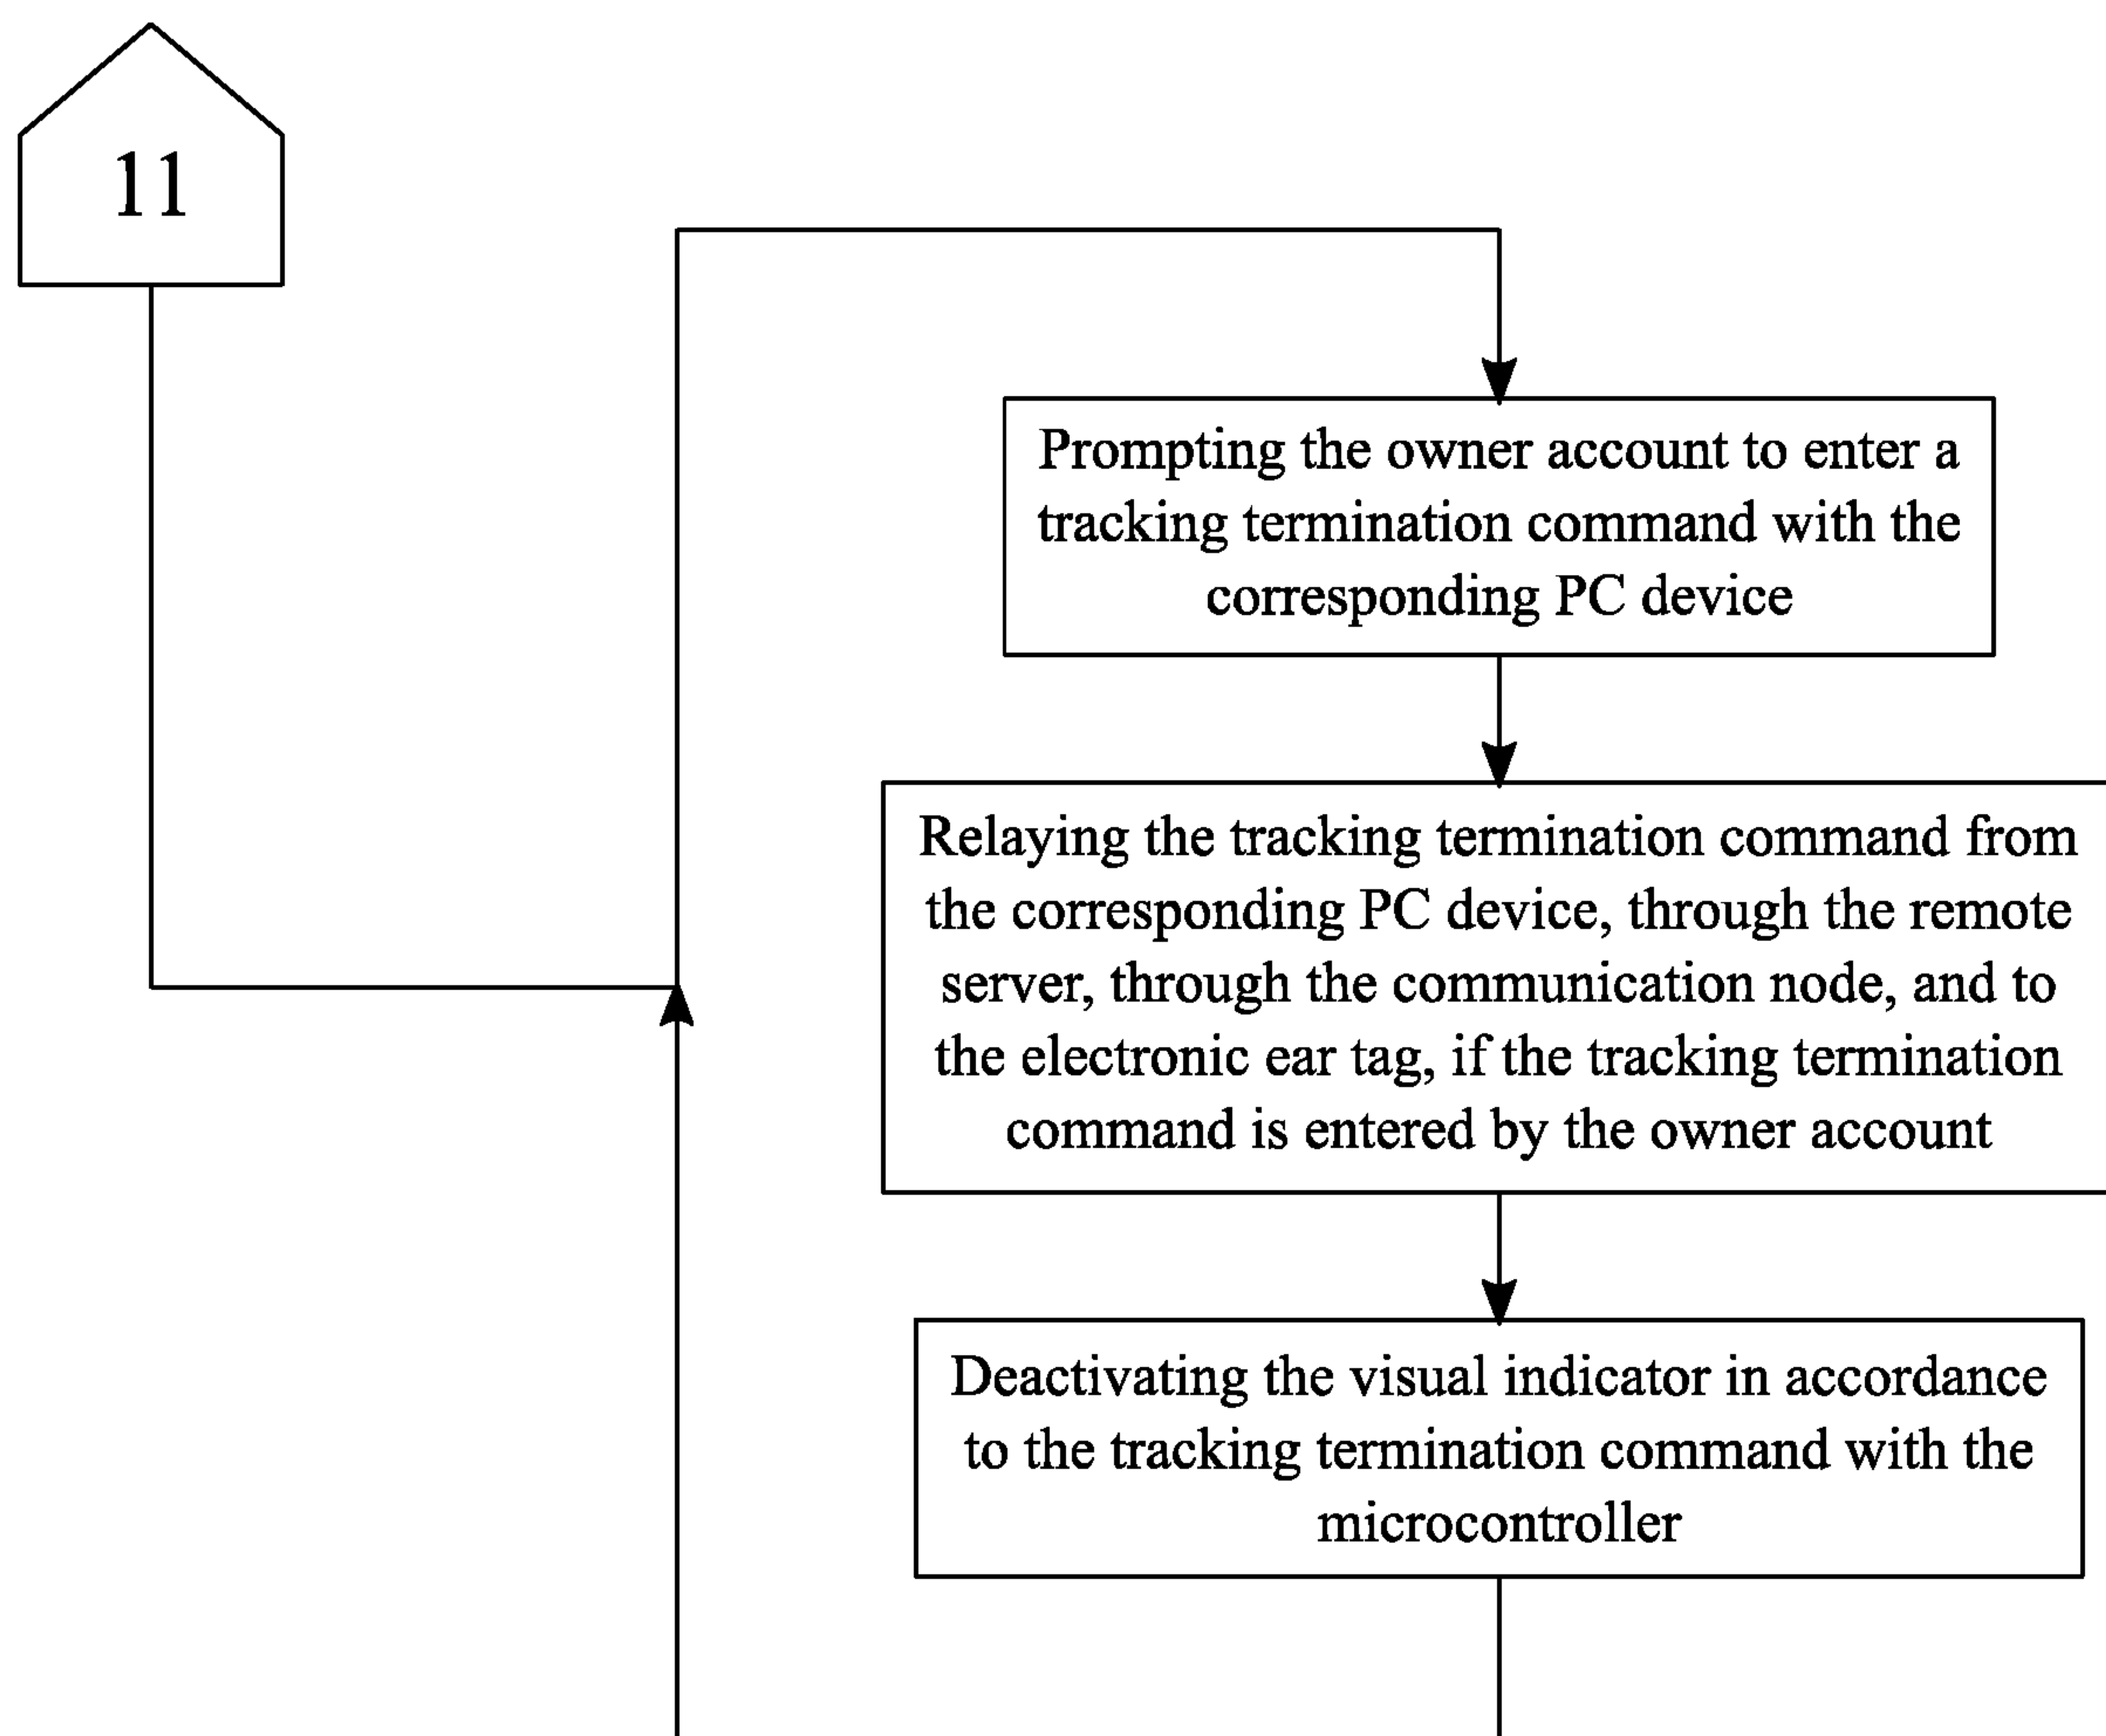 11
Prompting the owner account to enter a
tracking termination command with the
corresponding PC device
Relaying the tracking termination command from
the corresponding PC device, through the remote
server, through the communication node, and to
the electronic ear tag, if the tracking termination
command is entered by the owner account
Deactivating the visual indicator in accordance
to the tracking termination command with the
microcontroller